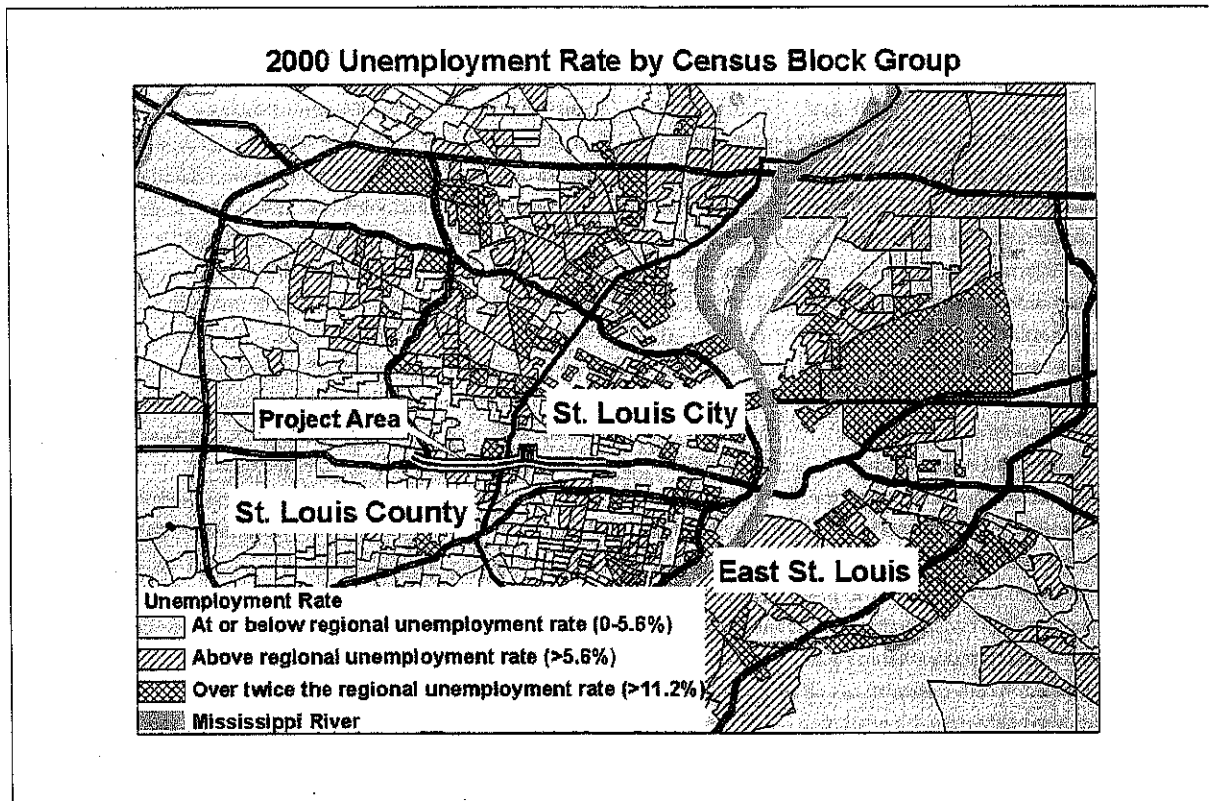 2000 Unemployment Rate by Census Block Group
Project Area
St. Louis City
St. Louis County
East St. Louis
Unemployment Rate
At or below regional unemployment rate (0-5.6%)
Above regional unemployment rate (>5.6%)
Over twice the regional unemployment rate (>11.2%)
Mississippi River